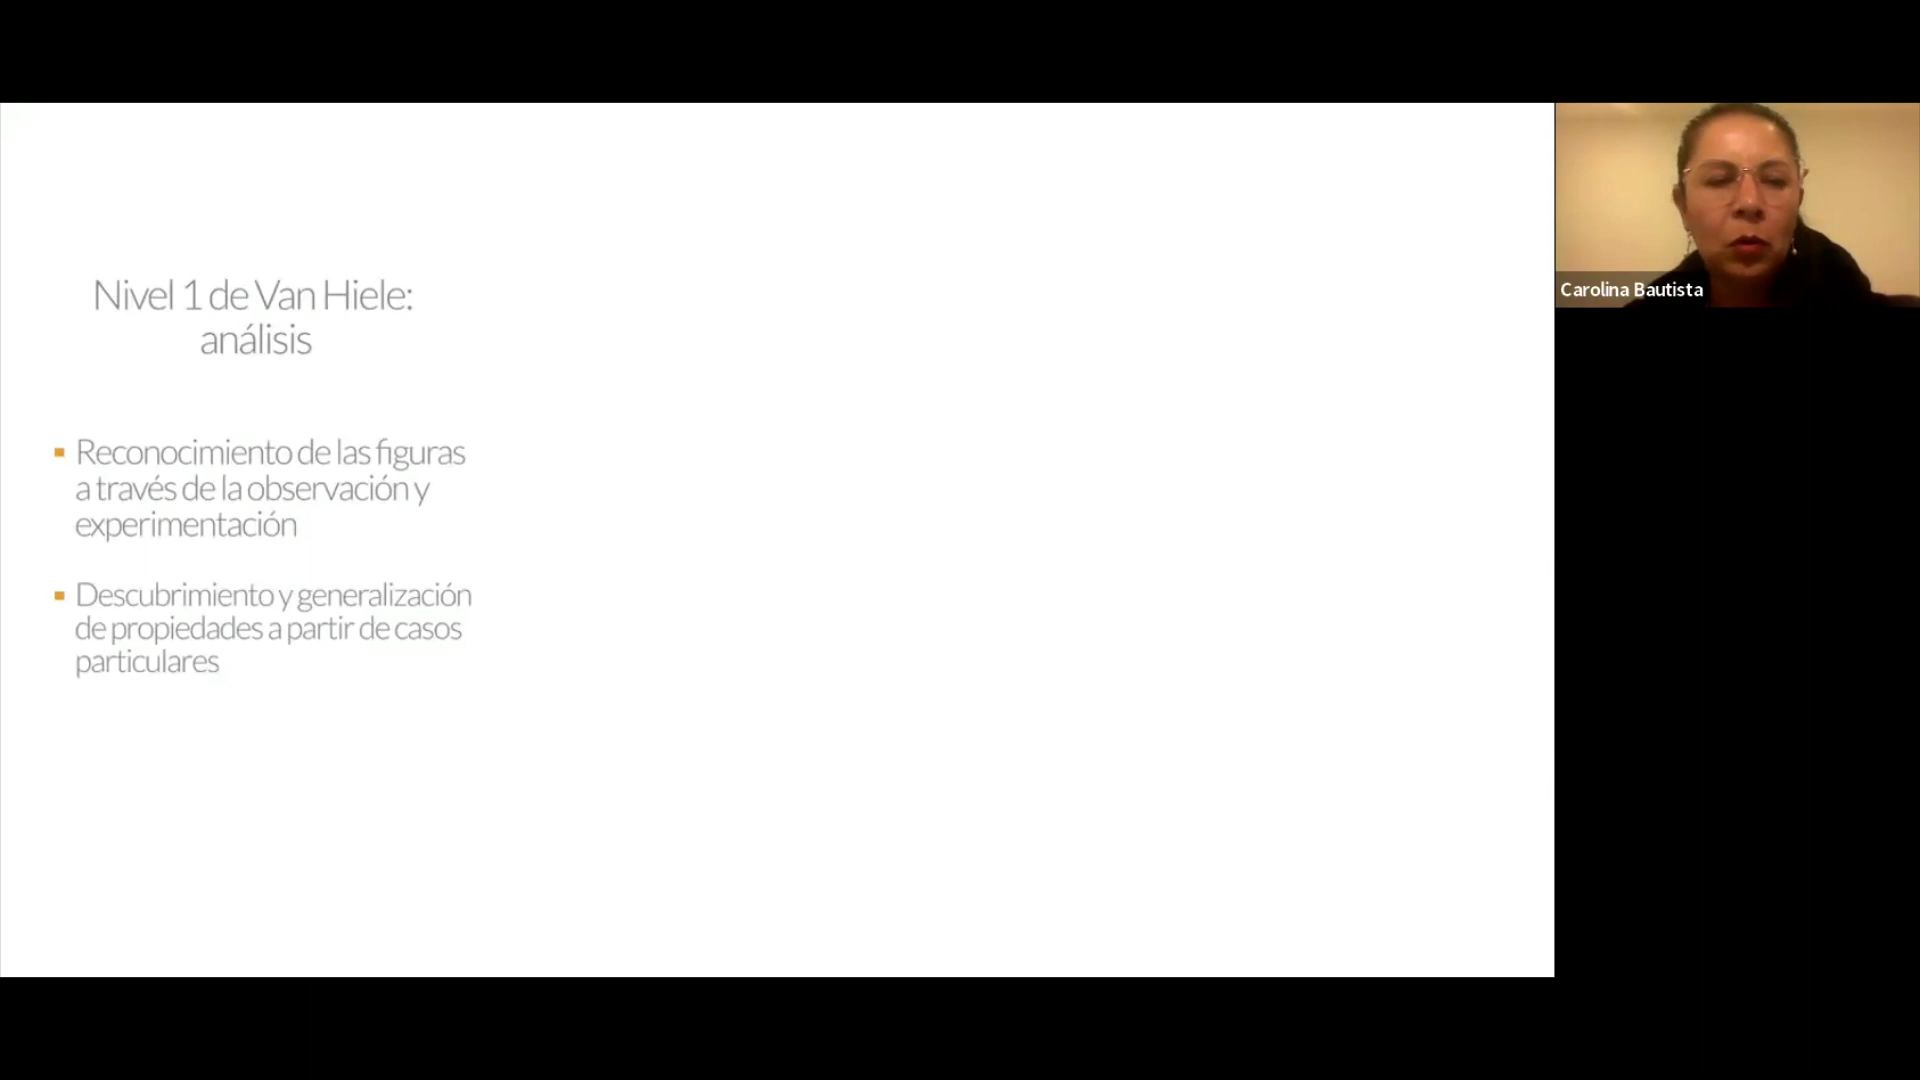 Nivel 1 de Van Hiele:
análisis
Reconocimiento de las figuras
a través de la observación y
experimentación
Descubrimiento y generalización
de propiedades a partir de casos
particulares
Carolina Bautista